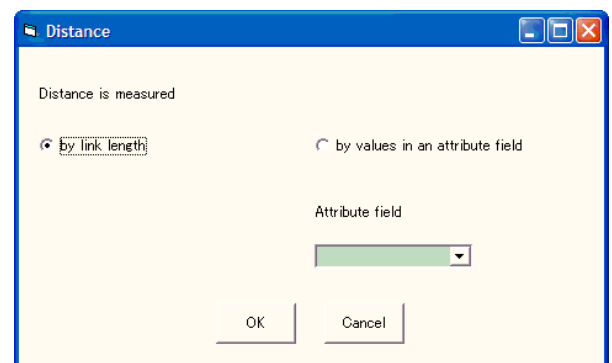 Distance
Distance is measured
by link length
by values in an attribute field
Attribute field
OK
Cancel